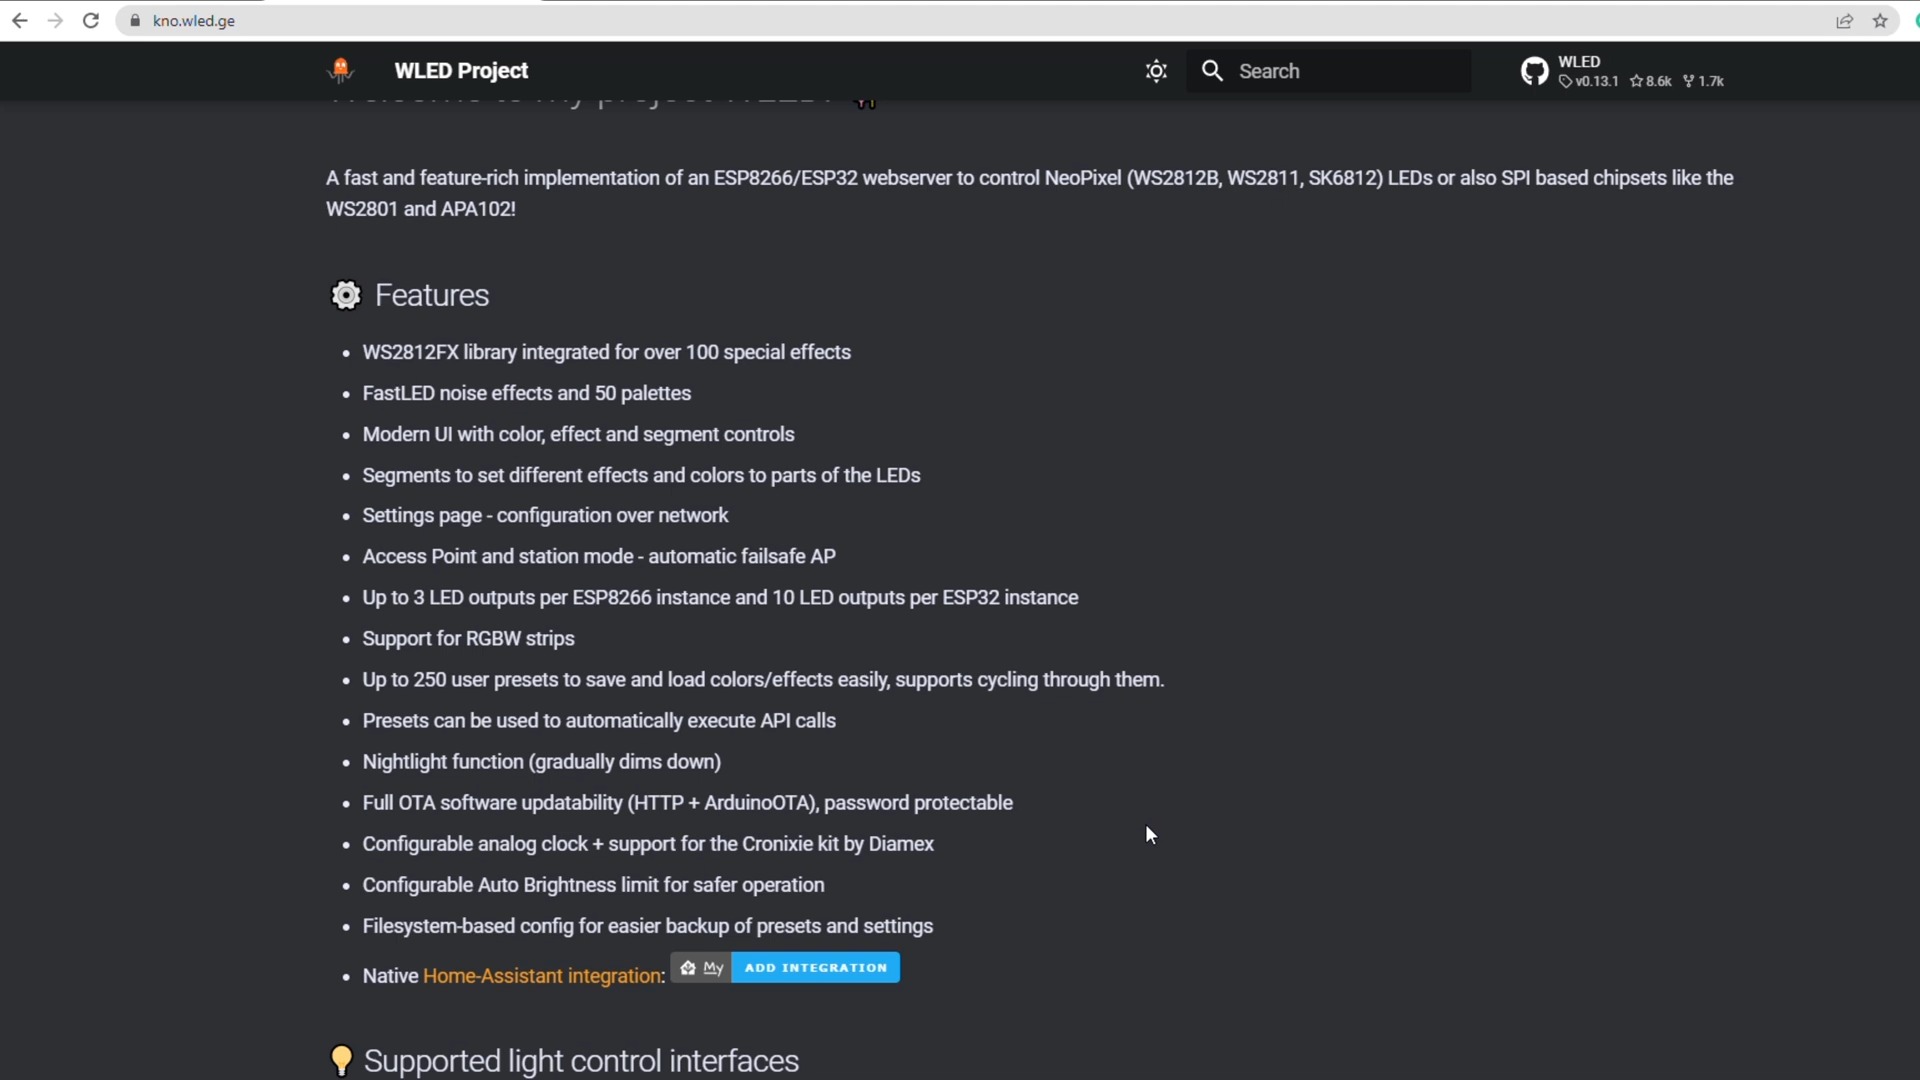 kno.wled.ge
WLED Project
Search
WLED
v0.13.1 8.6k 1.7k
Welcome to my project WLED!
A fast and feature-rich implementation of an ESP8266/ESP32 webserver to control NeoPixel (WS2812B, WS2811, SK6812) LEDs or also SPI based chipsets like the
WS2801 and APA102!
Features
• WS2812FX library integrated for over 100 special effects
• FastLED noise effects and 50 palettes
• Modern UI with color, effect and segment controls
• Segments to set different effects and colors to parts of the LEDs
• Settings page - configuration over network
• Access Point and station mode - automatic failsafe AP
• Up to 3 LED outputs per ESP8266 instance and 10 LED outputs per ESP32 instance
• Support for RGBW strips
• Up to 250 user presets to save and load colors/effects easily, supports cycling through them.
• Presets can be used to automatically execute API calls
• Nightlight function (gradually dims down)
• Full OTA software updatability (HTTP + ArduinoOTA), password protectable
• Configurable analog clock + support for the Cronixie kit by Diamex
• Configurable Auto Brightness limit for safer operation
• Filesystem-based config for easier backup of presets and settings
• Native Home-Assistant integration: My ADD INTEGRATION
Supported light control interfaces